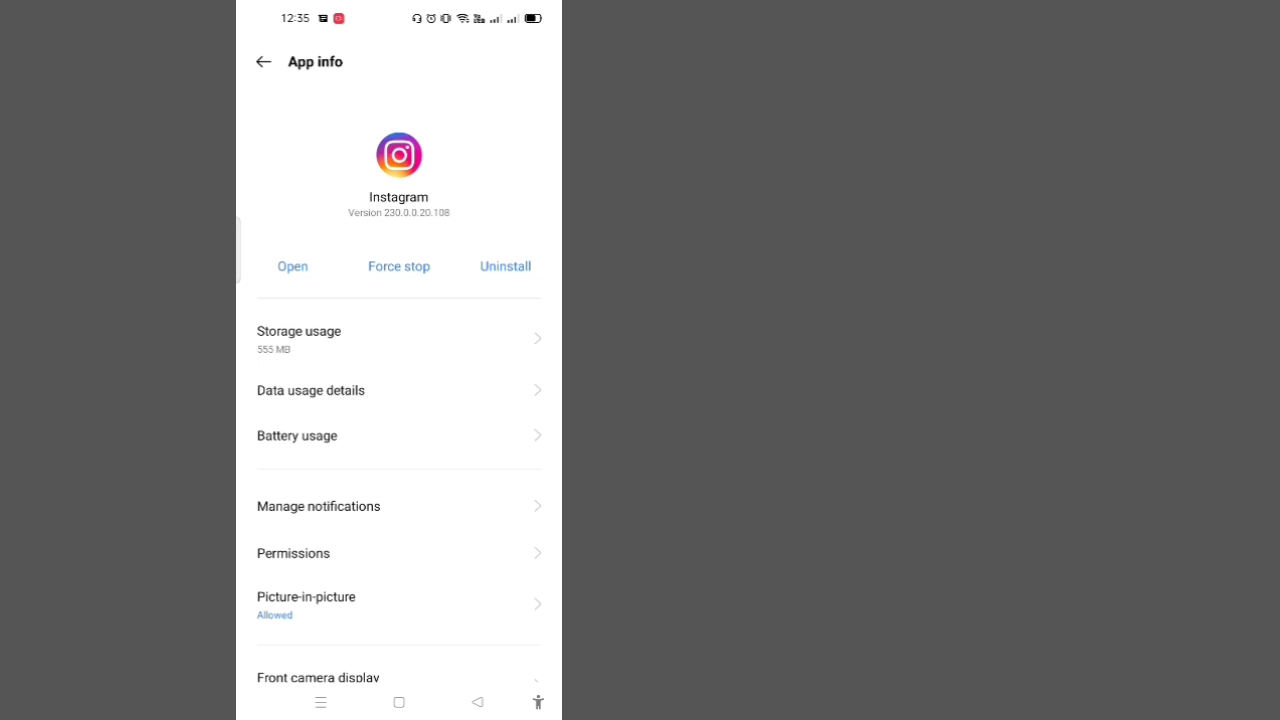 12:35
App info
Instagram
Version 230.0.0.20.108
Open Force stop Uninstall
Storage usage
555 MB
Data usage details
Battery usage
Manage notifications
Permissions
Picture-in-picture
Allowed
Front camera display